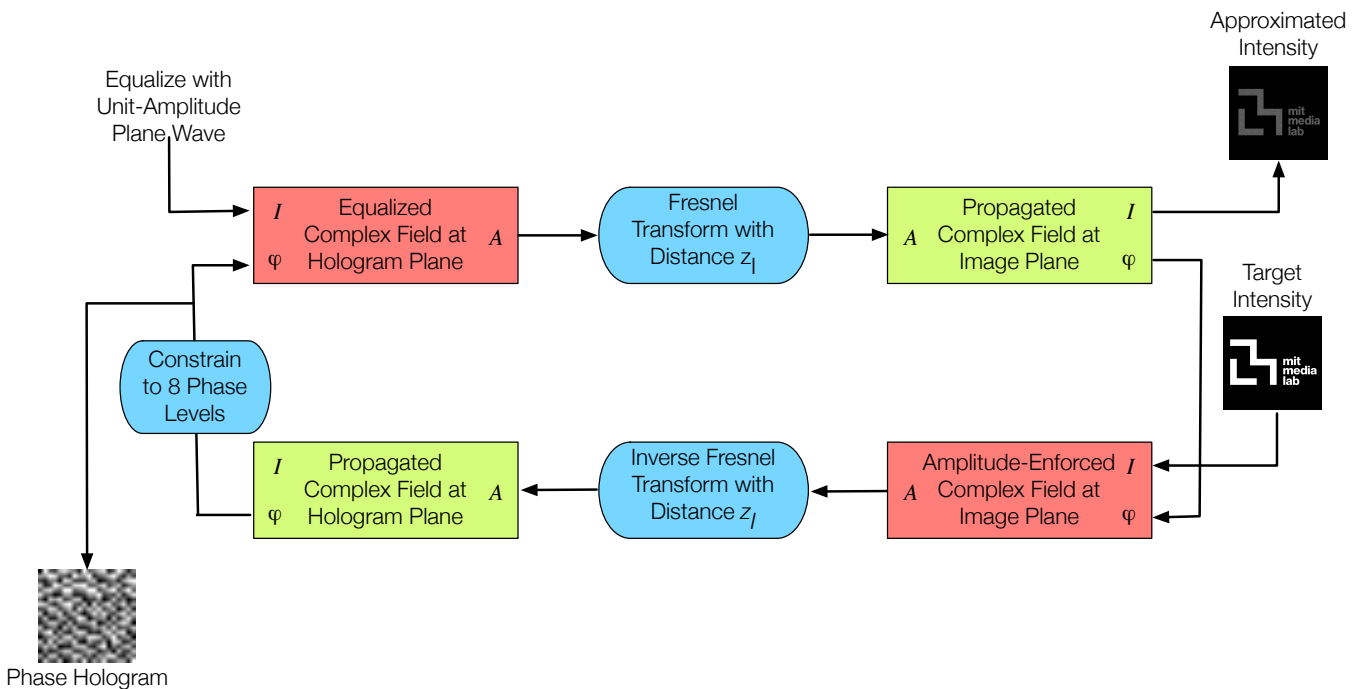 Approximated
Intensity
mit
media
lab
Equalize with
Unit-Amplitude
Plane Wave
I
φ
Equalized
Complex Field at
Hologram Plane
A
Fresnel
Transform with
Distance z_I
A
Propagated
Complex Field at
Image Plane
I
φ
Target
Intensity
mit
media
lab
Constrain
to 8 Phase
Levels
I
φ
Propagated
Complex Field at
Hologram Plane
A
Inverse Fresnel
Transform with
Distance z_I
A
Amplitude-Enforced
Complex Field at
Image Plane
I
φ
Phase Hologram